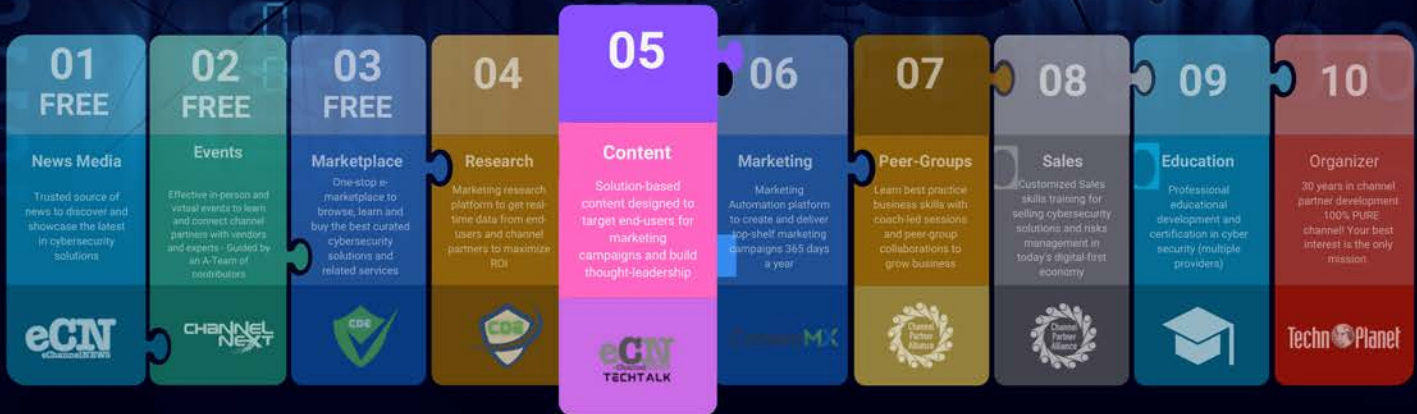 01
FREE
News Media
Trusted source of
news to discover and
showcase the latest
in cybersecurity
solutions
eCN
eChannelNEWS
02
FREE
Events
Effective in-person and
virtual events to learn
and connect channel
partners with vendors
and experts - Guided by
an A-Team of
contributors
CHANNEL
NEXT
03
FREE
Marketplace
One-stop e-
marketplace to
browse, learn and
buy the best curated
cybersecurity
solutions and
related services
CDE
04
Research
Marketing research
platform to get real-
time data from end-
users and channel
partners to maximize
ROI
CDE
05
Content
Solution-based
content designed to
target end-users for
marketing
campaigns and build
thought-leadership
eCN
TECHTALK
06
Marketing
Marketing
Automation platform
to create and deliver
top-shelf marketing
campaigns 365 days
a year
MX
07
Peer-Groups
Learn best practice
business skills with
coach-led sessions
and peer-group
collaborations to
grow business
Channel
Partner
Alliance
08
Sales
Customized Sales
skills training for
selling cybersecurity
solutions and risks
management in
today's digital-first
economy
Channel
Partner
Alliance
09
Education
Professional
educational
development and
certification in cyber
security (multiple
providers)
10
Organizer
30 years in channel
partner development
100% PURE
channel! Your best
interest is the only
mission
Techn Planet